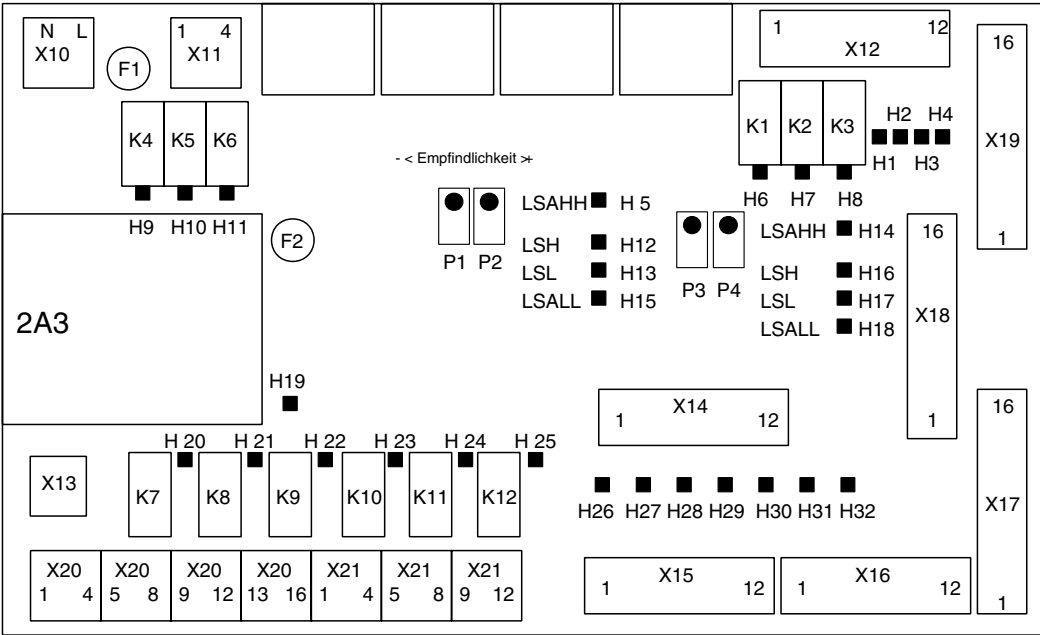 N L
X10
F1
1 4
X11
1 12
X12
16
X19
1
K4 K5 K6
H9 H10 H11
- < Empfindlichkeit >+
K1 K2 K3
H2 H4
H1 H3
H6 H7 H8
P1 P2
LSAHH H 5
LSH H12
LSL H13
LSALL H15
P3 P4
LSAHH H14
LSH H16
LSL H17
LSALL H18
16
X18
1
F2
2A3
H19
X14
1 12
H 20 H 21 H 22 H 23 H 24 H 25
X13
K7 K8 K9 K10 K11 K12
H26 H27 H28 H29 H30 H31 H32
16
X17
1
X20 X20 X20 X20 X21 X21 X21
1 4 5 8 9 12 13 16 1 4 5 8 9 12
X15
1 12
X16
1 12